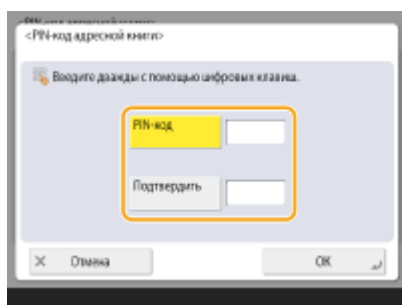 <PIN-код адресной книги>
Введите дважды с помощью цифровых клавиш.
PIN-код
Подтвердить
Отмена
OK